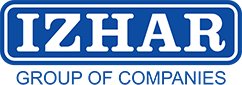 IZHAR
GROUP OF COMPANIES